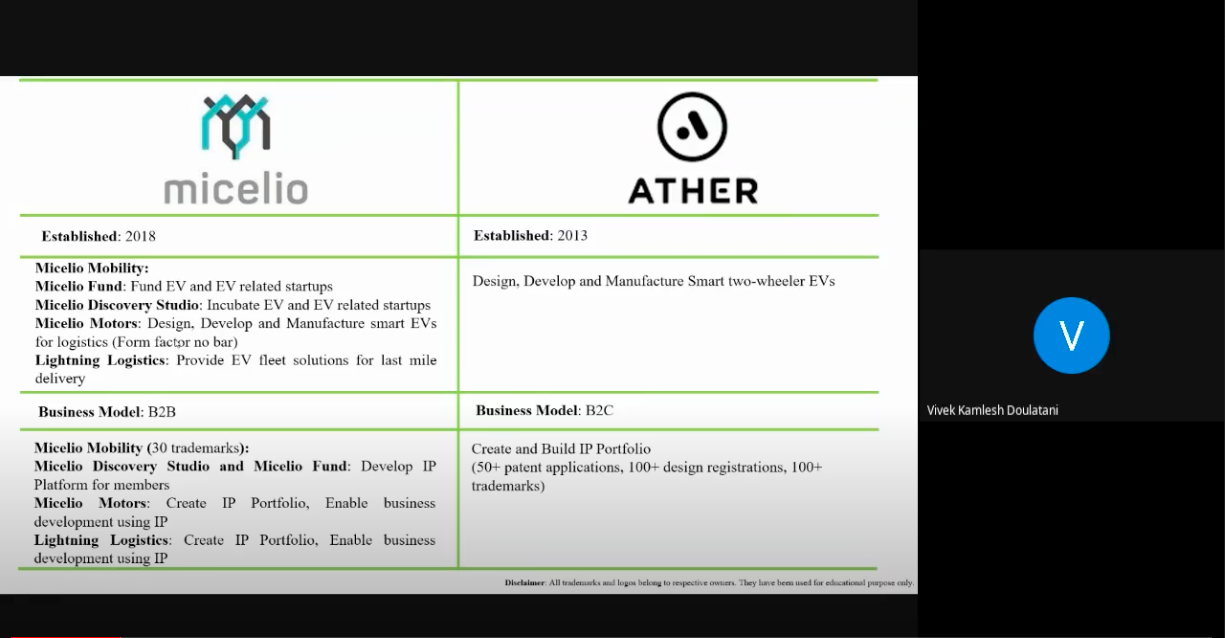 micelio
ATHER
Established: 2018
Established: 2013
Micelio Mobility:
Micelio Fund: Fund EV and EV related startups
Micelio Discovery Studio: Incubate EV and EV related startups
Micelio Motors: Design, Develop and Manufacture smart EVs
for logistics (Form factor no bar)
Lightning Logistics: Provide EV fleet solutions for last mile
delivery
Design, Develop and Manufacture Smart two-wheeler EVs
Business Model: B2B
Business Model: B2C
Micelio Mobility (30 trademarks):
Micelio Discovery Studio and Micelio Fund: Develop IP
Platform for members
Micelio Motors: Create IP Portfolio, Enable business
development using IP
Lightning Logistics: Create IP Portfolio, Enable business
development using IP
Create and Build IP Portfolio
(50+ patent applications, 100+ design registrations, 100+
trademarks)
Disclaimer: All trademarks and logos belong to respective owners. They have been used for educational purpose only.
V
Vivek Kamlesh Doulatani